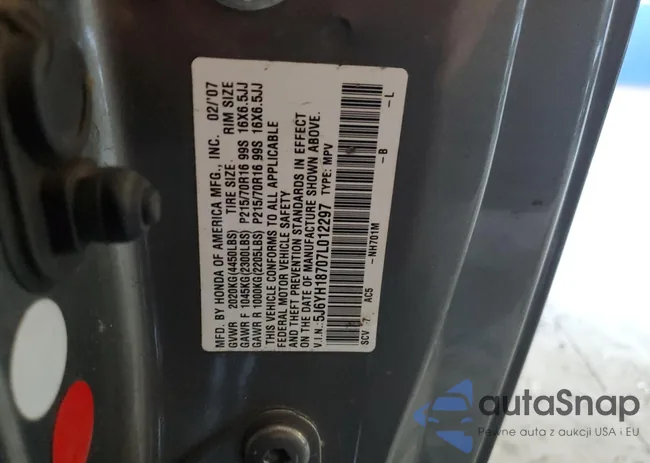 MFD. BY HONDA OF AMERICA MFG., INC. 02/'07
GVWR 2020KG(4450LBS) TIRE SIZE RIM SIZE
GAWR F 1045KG(2300LBS) P215/70R16 99S 16X6.5JJ
GAWR R 1000KG(2205LBS) P215/70R16 99S 16X6.5JJ
THIS VEHICLE CONFORMS TO ALL APPLICABLE
FEDERAL MOTOR VEHICLE SAFETY
AND THEFT PREVENTION STANDARDS IN EFFECT
ON THE DATE OF MANUFACTURE SHOWN ABOVE.
V.I.N.: 5J6YH18707L012297 TYPE: MPV
SCV 7 AC5 -NH701M -B -L
autaSnap
Pewne auta z aukcji USA i EU